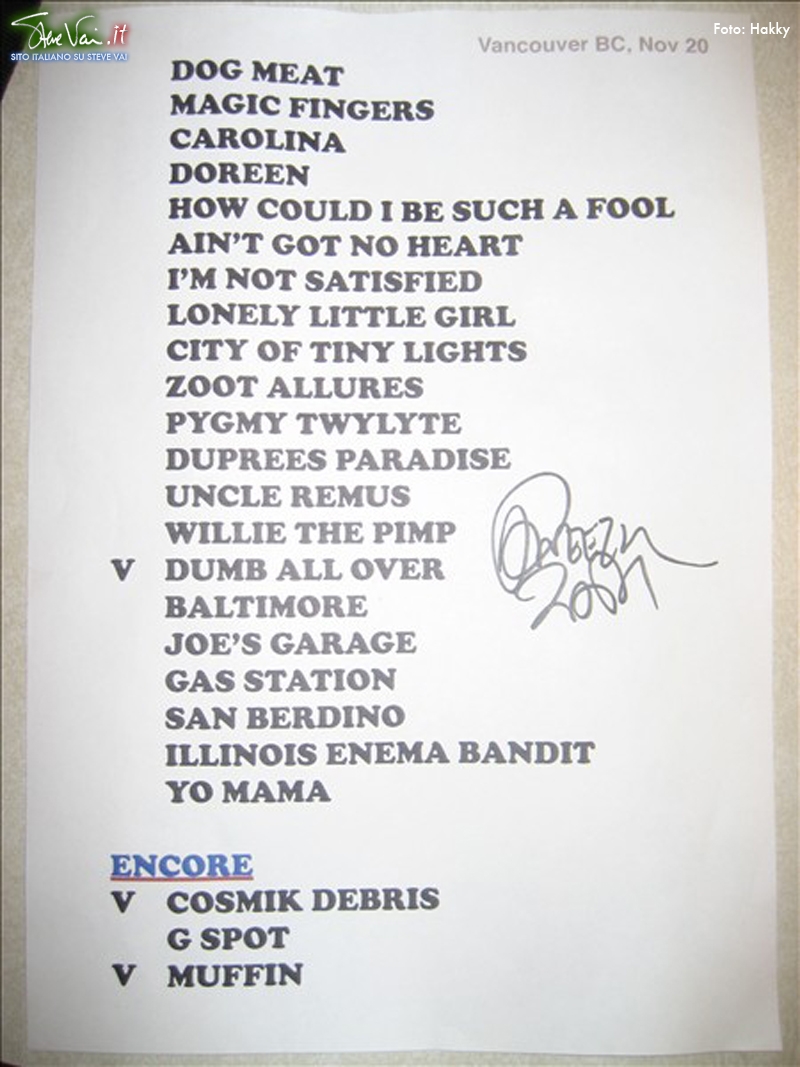 Steve Vai.it
SITO ITALIANO SU STEVE VAI
Foto: Hakky
Vancouver BC, Nov 20
DOG MEAT
MAGIC FINGERS
CAROLINA
DOREEN
HOW COULD I BE SUCH A FOOL
AIN'T GOT NO HEART
I'M NOT SATISFIED
LONELY LITTLE GIRL
CITY OF TINY LIGHTS
ZOOT ALLURES
PYGMY TWYLYTE
DUPREES PARADISE
UNCLE REMUS
WILLIE THE PIMP
V DUMB ALL OVER
BALTIMORE
JOE'S GARAGE
GAS STATION
SAN BERDINO
ILLINOIS ENEMA BANDIT
YO MAMA
ENCORE
V COSMIK DEBRIS
G SPOT
V MUFFIN